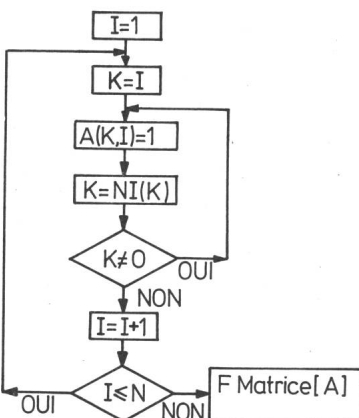 I=1
K=I
A(K,I)=1
K=NI(K)
K≠0
OUI
NON
I=I+1
I≤N
OUI
NON
F Matrice[A]